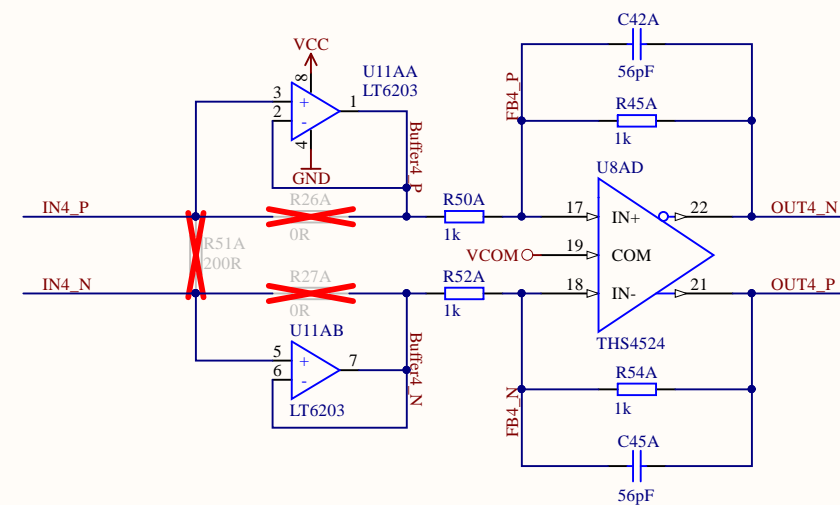 C42A
56pF
VCC
U11AA
LT6203
8
3
2
+
-
1
4
GND
FB4_P
R45A
1k
Buffer4_P
U8AD
IN4_P
R26A
0R
R50A
1k
17
IN+
22
OUT4_N
R51A
200R
VCOM
19
COM
IN4_N
R27A
0R
R52A
1k
18
IN-
21
OUT4_P
U11AB
5
6
+
-
7
LT6203
Buffer4_N
THS4524
FB4_N
R54A
1k
C45A
56pF